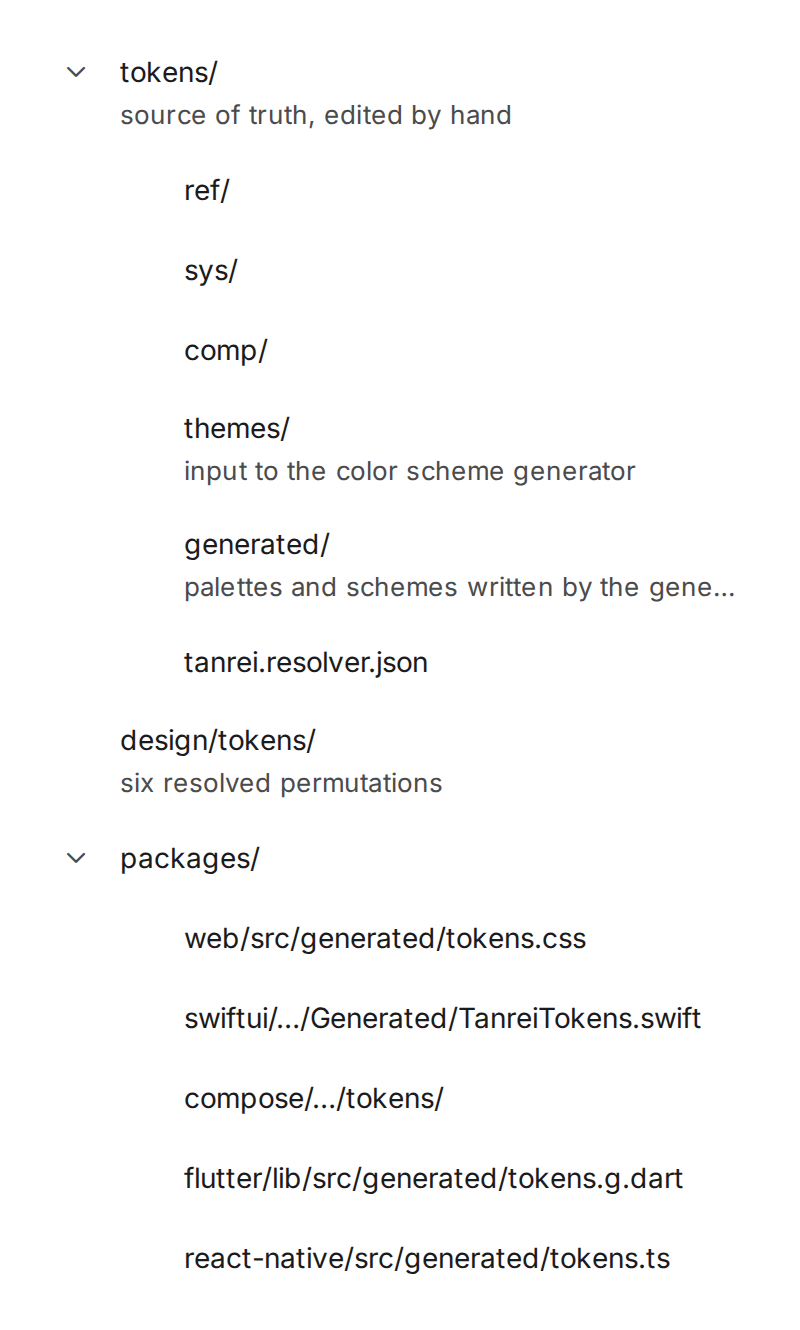 tokens/
source of truth, edited by hand
ref/
sys/
comp/
themes/
input to the color scheme generator
generated/
palettes and schemes written by the gene...
tanrei.resolver.json
design/tokens/
six resolved permutations
packages/
web/src/generated/tokens.css
swiftui/.../Generated/TanreiTokens.swift
compose/.../tokens/
flutter/lib/src/generated/tokens.g.dart
react-native/src/generated/tokens.ts